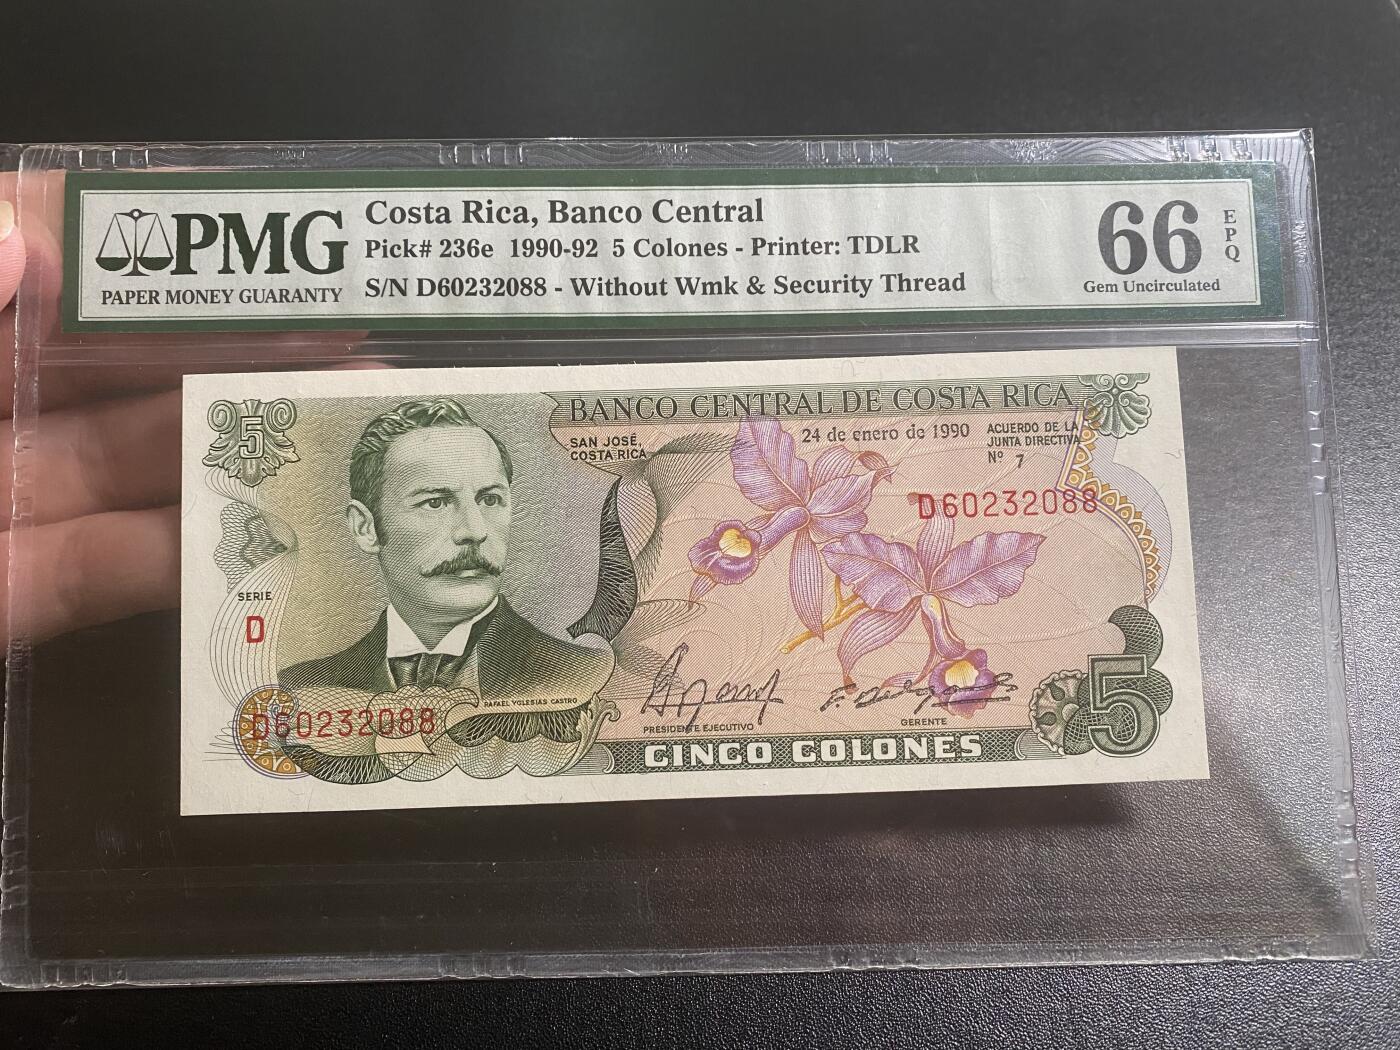 PMG
PAPER MONEY GUARANTY
Costa Rica, Banco Central
Pick# 236e 1990-92 5 Colones - Printer: TDLR
S/N D60232088 - Without Wmk & Security Thread
66
EPQ
Gem Uncirculated
5
BANCO CENTRAL DE COSTA RICA
SAN JOSÉ,
COSTA RICA
24 de enero de 1990
ACUERDO DE LA
JUNTA DIRECTIVA
Nº 7
D60232088
SERIE
D
RAFAEL YGLESIAS CASTRO
D60232088
PRESIDENTE EJECUTIVO
GERENTE
CINCO COLONES
5